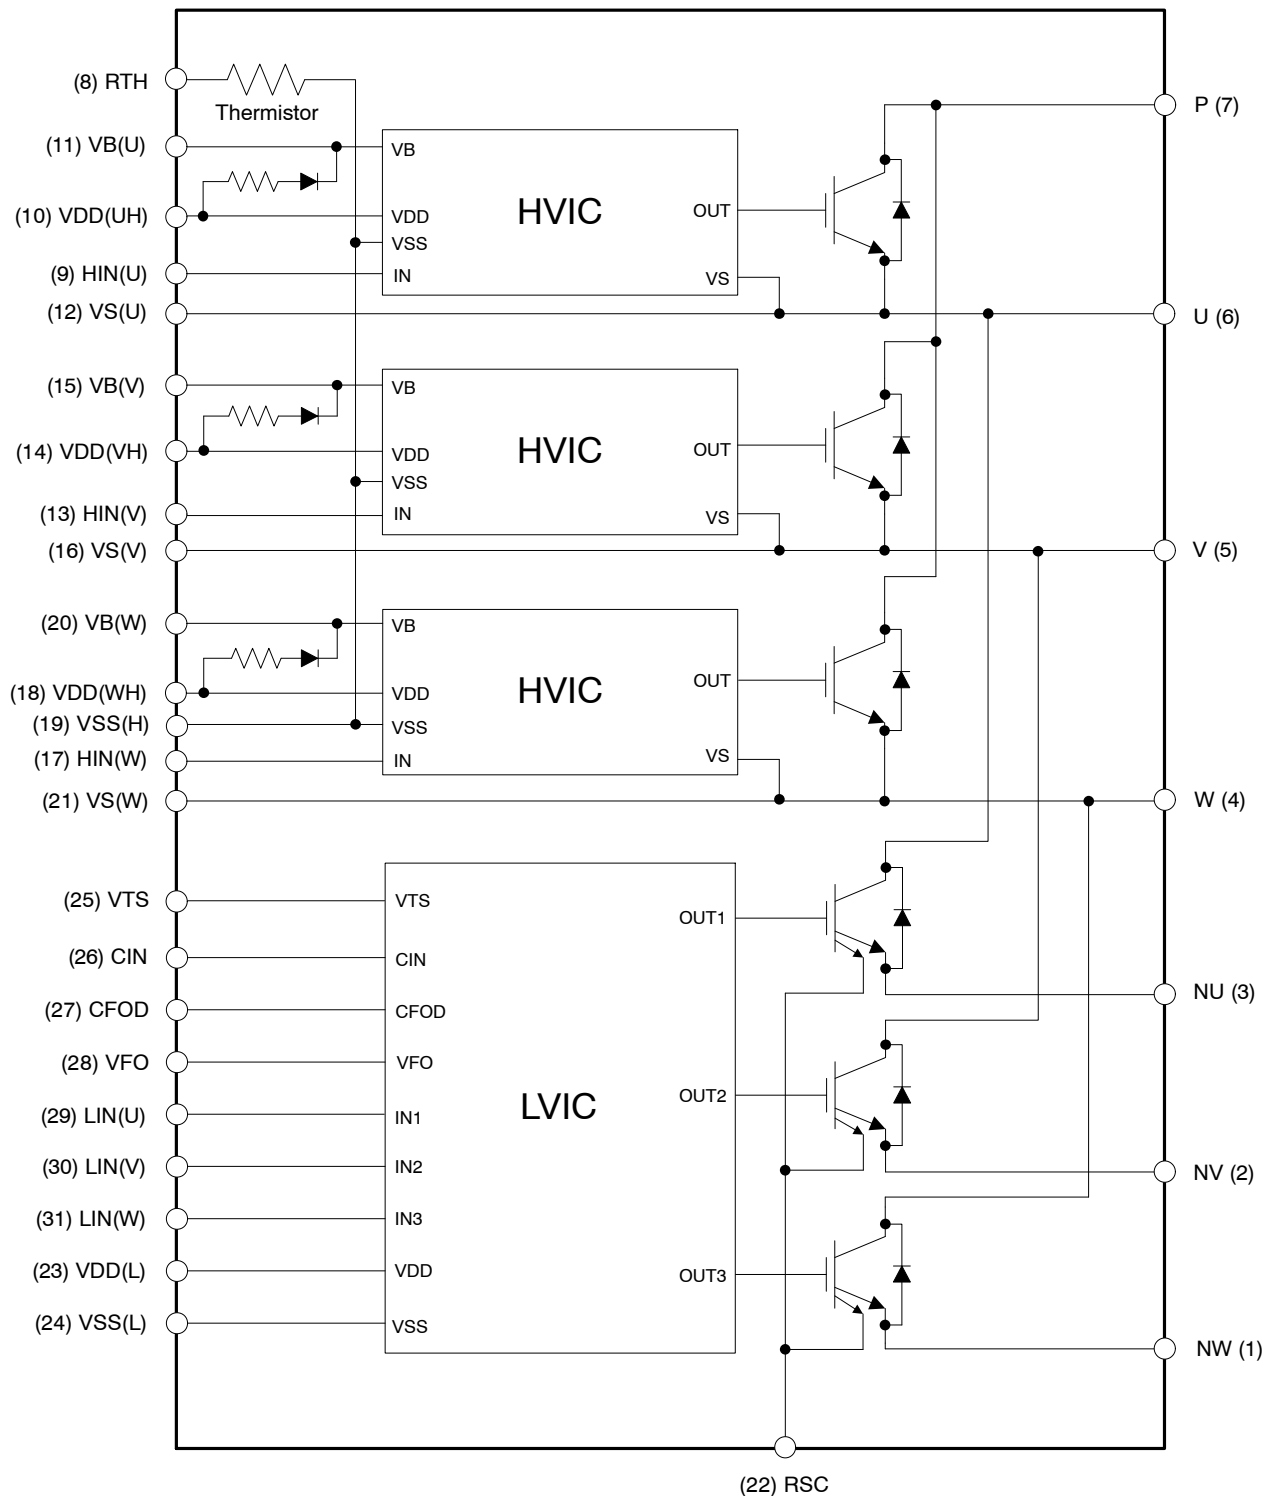 (8) RTH
Thermistor
P (7)
(11) VB(U)
VB
(10) VDD(UH)
VDD
HVIC
OUT
VSS
(9) HIN(U)
IN
VS
(12) VS(U)
U (6)
(15) VB(V)
VB
(14) VDD(VH)
VDD
HVIC
OUT
VSS
(13) HIN(V)
IN
VS
(16) VS(V)
V (5)
(20) VB(W)
VB
(18) VDD(WH)
VDD
HVIC
OUT
(19) VSS(H)
VSS
(17) HIN(W)
IN
VS
(21) VS(W)
W (4)
(25) VTS
VTS
OUT1
(26) CIN
CIN
NU (3)
(27) CFOD
CFOD
(28) VFO
VFO
LVIC
OUT2
(29) LIN(U)
IN1
(30) LIN(V)
IN2
NV (2)
(31) LIN(W)
IN3
(23) VDD(L)
VDD
OUT3
(24) VSS(L)
VSS
NW (1)
(22) RSC